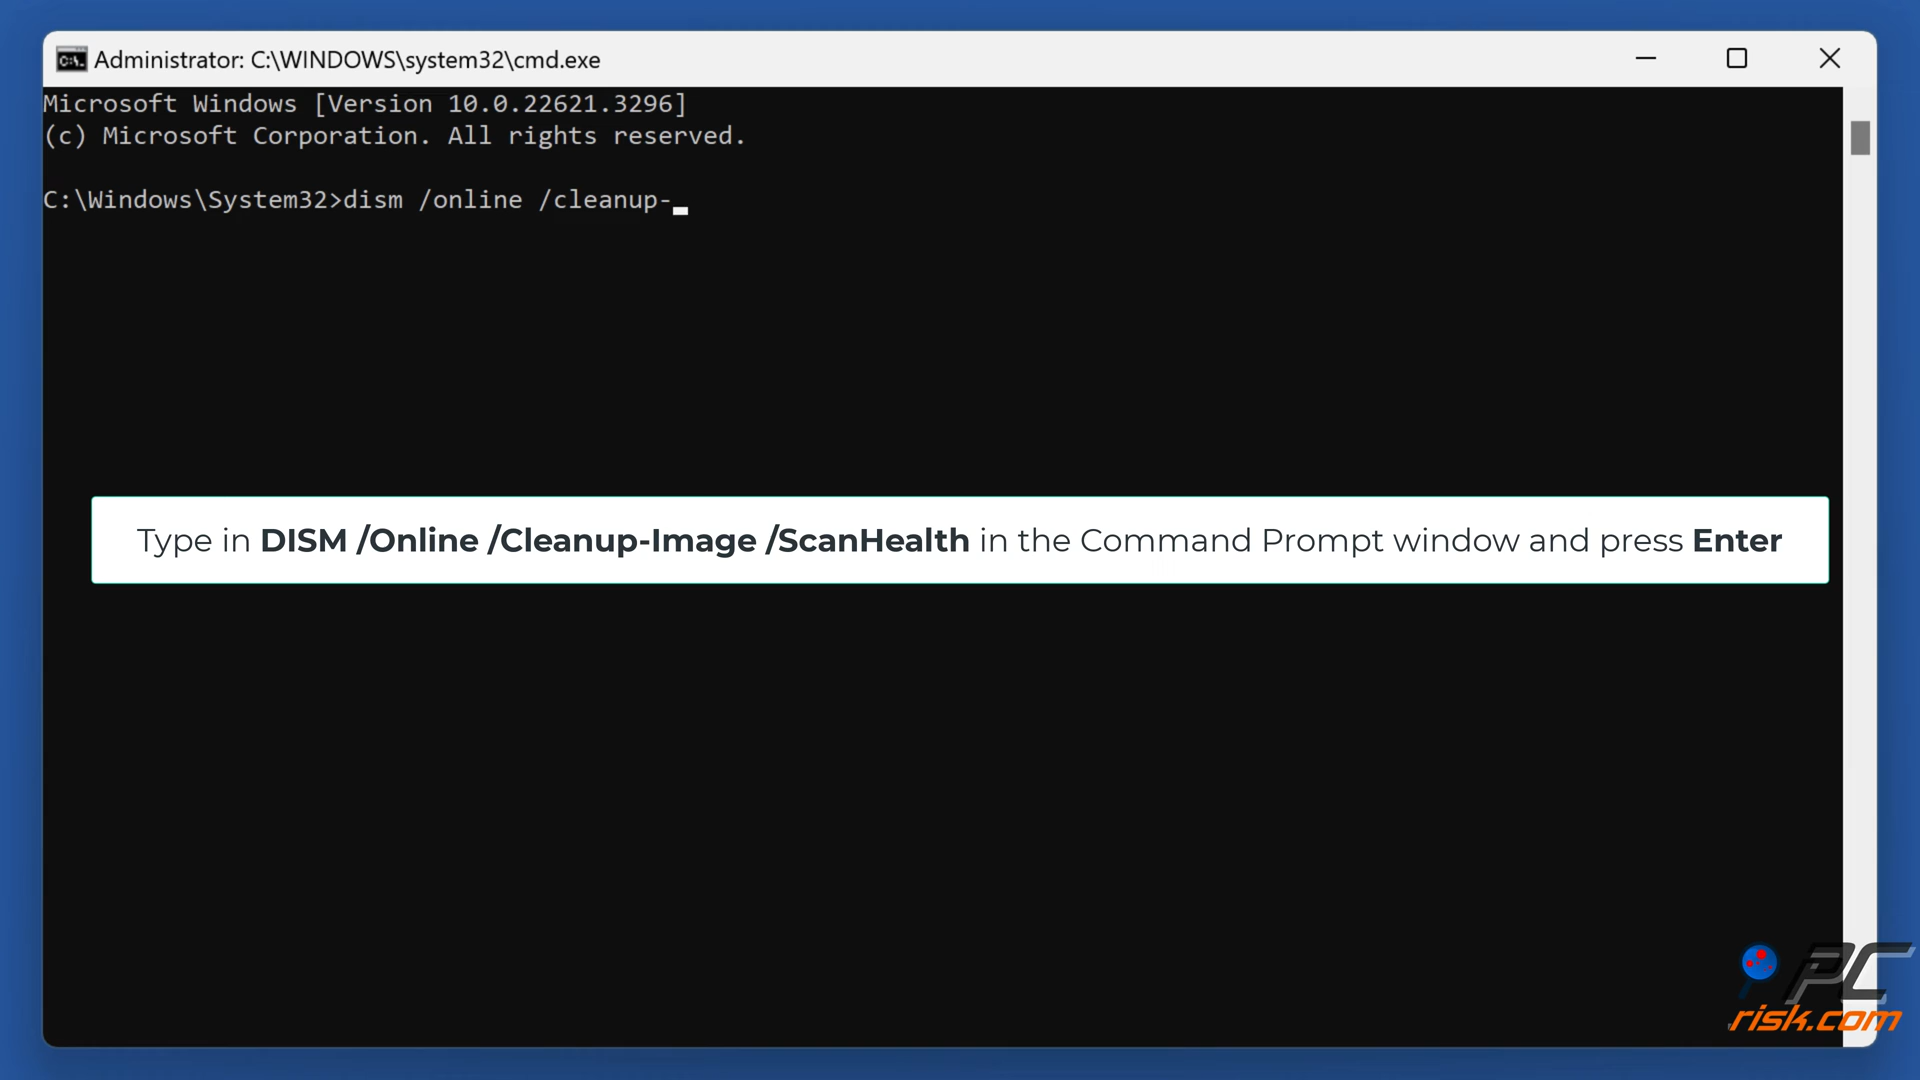 Administrator: C:\WINDOWS\system32\cmd.exe
Microsoft Windows [Version 10.0.22621.3296]
(c) Microsoft Corporation. All rights reserved.
C:\Windows\System32>dism /online /cleanup-_
Type in DISM /Online /Cleanup-Image /ScanHealth in the Command Prompt window and press Enter
PC
risk.com